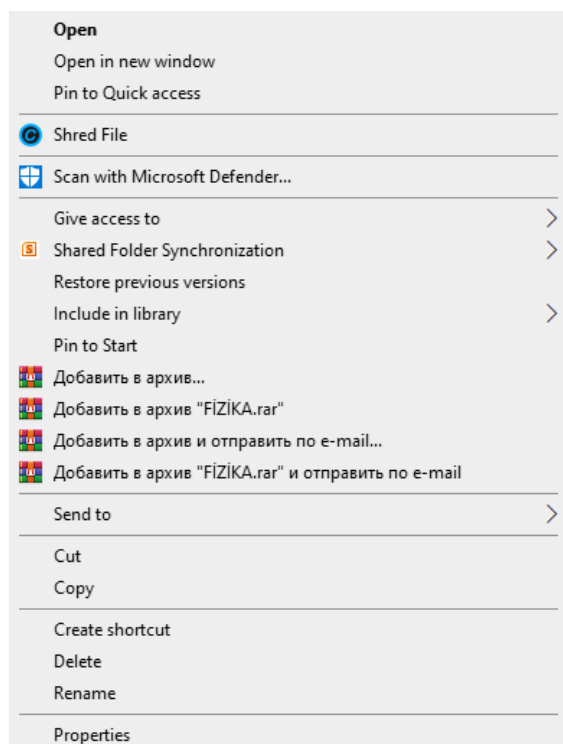 Open
Open in new window
Pin to Quick access
Shred File
Scan with Microsoft Defender...
Give access to
Shared Folder Synchronization
Restore previous versions
Include in library
Pin to Start
Добавить в архив...
Добавить в архив "FİZİKA.rar"
Добавить в архив и отправить по e-mail...
Добавить в архив "FİZİKA.rar" и отправить по e-mail
Send to
Cut
Copy
Create shortcut
Delete
Rename
Properties